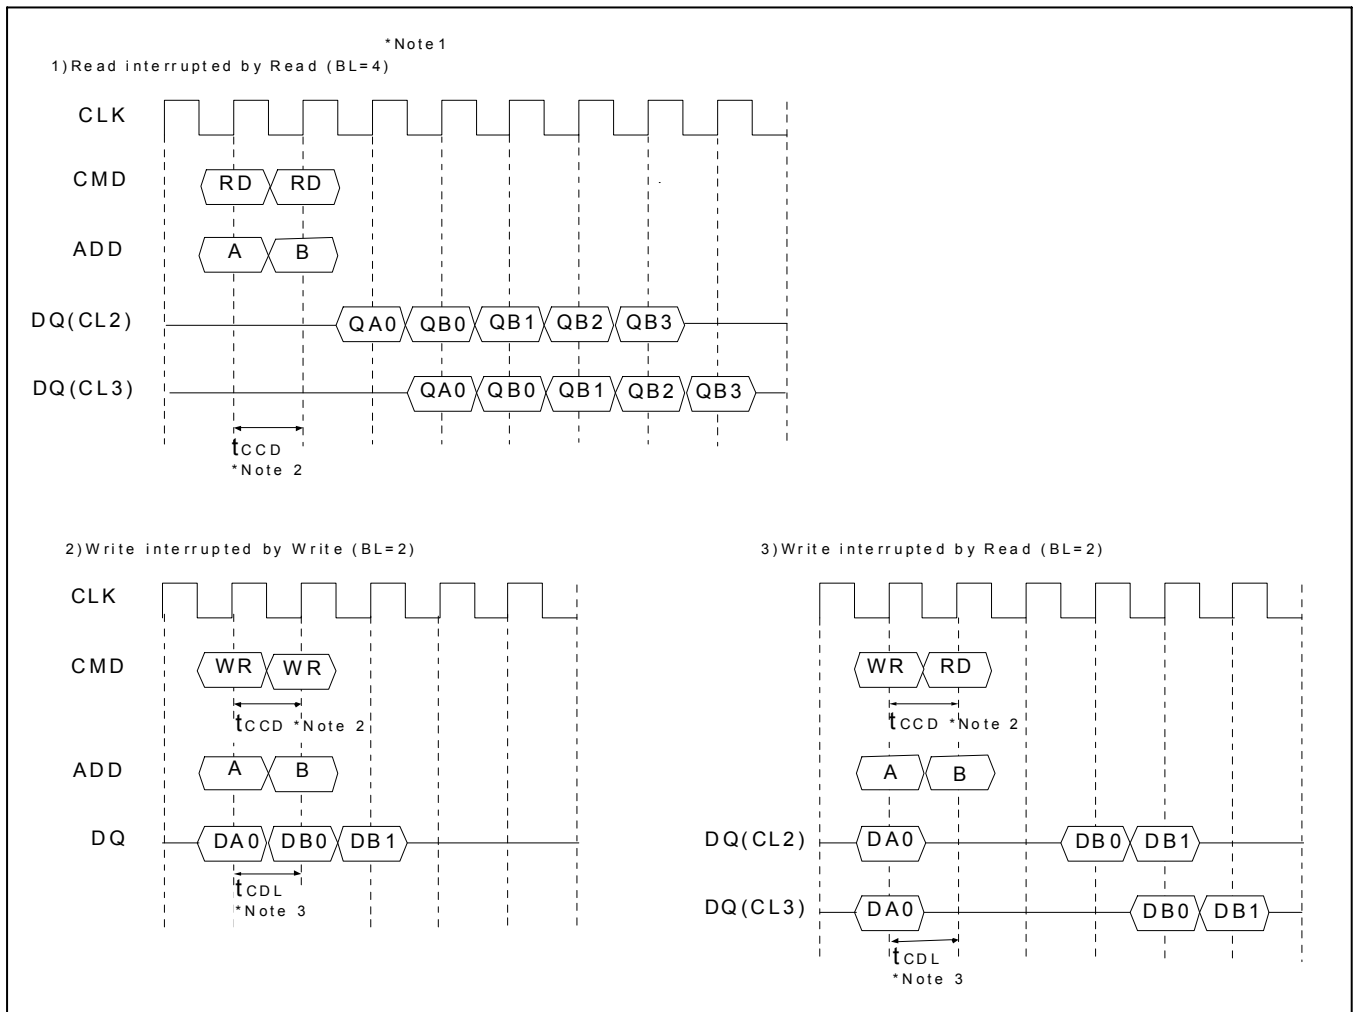 *Note1
1)Read interrupted by Read (BL=4)
CLK
CMD RD RD
ADD A B
DQ(CL2) QA0 QB0 QB1 QB2 QB3
DQ(CL3) QA0 QB0 QB1 QB2 QB3
tCCD
*Note 2
2)Write interrupted by Write (BL=2)
CLK
CMD WR WR
tCCD *Note 2
ADD A B
DQ DA0 DB0 DB1
tCDL
*Note 3
3)Write interrupted by Read (BL=2)
WR RD
tCCD *Note 2
A B
DQ(CL2) DA0 DB0 DB1
DQ(CL3) DA0 DB0 DB1
tCDL
*Note 3